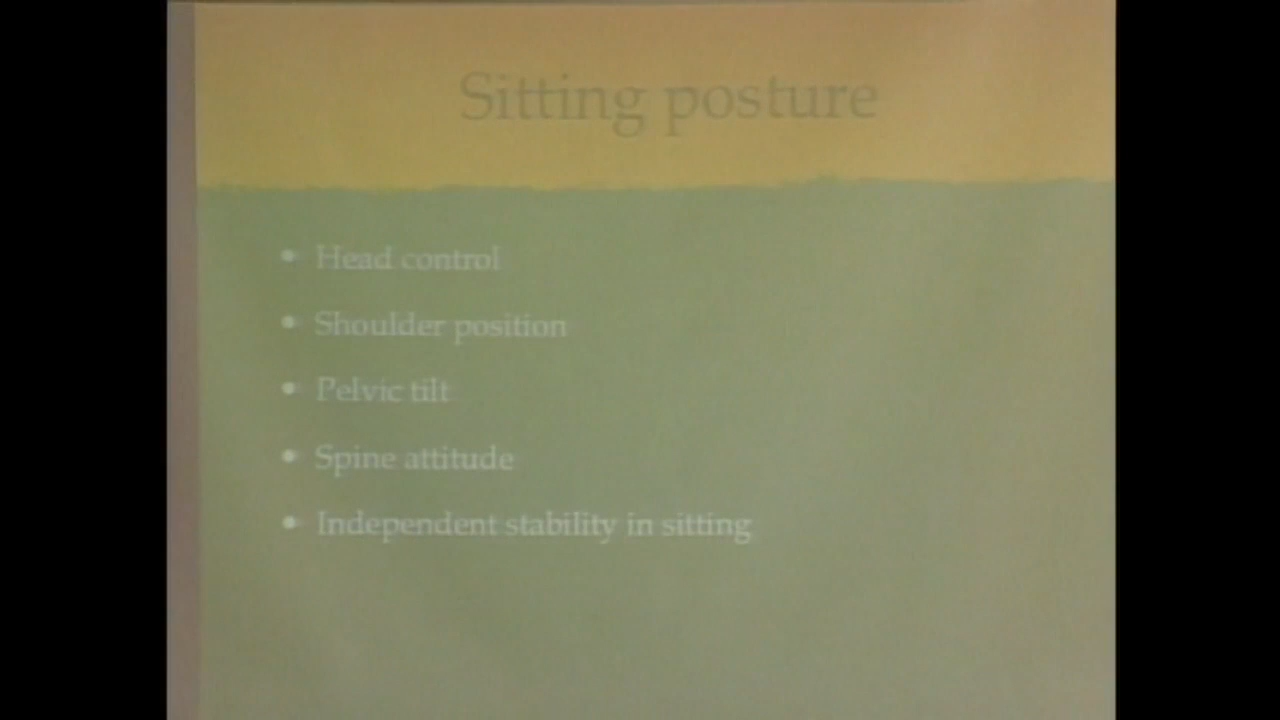 Sitting posture
• Head control
• Shoulder position
• Pelvic tilt
• Spine attitude
• Independent stability in sitting